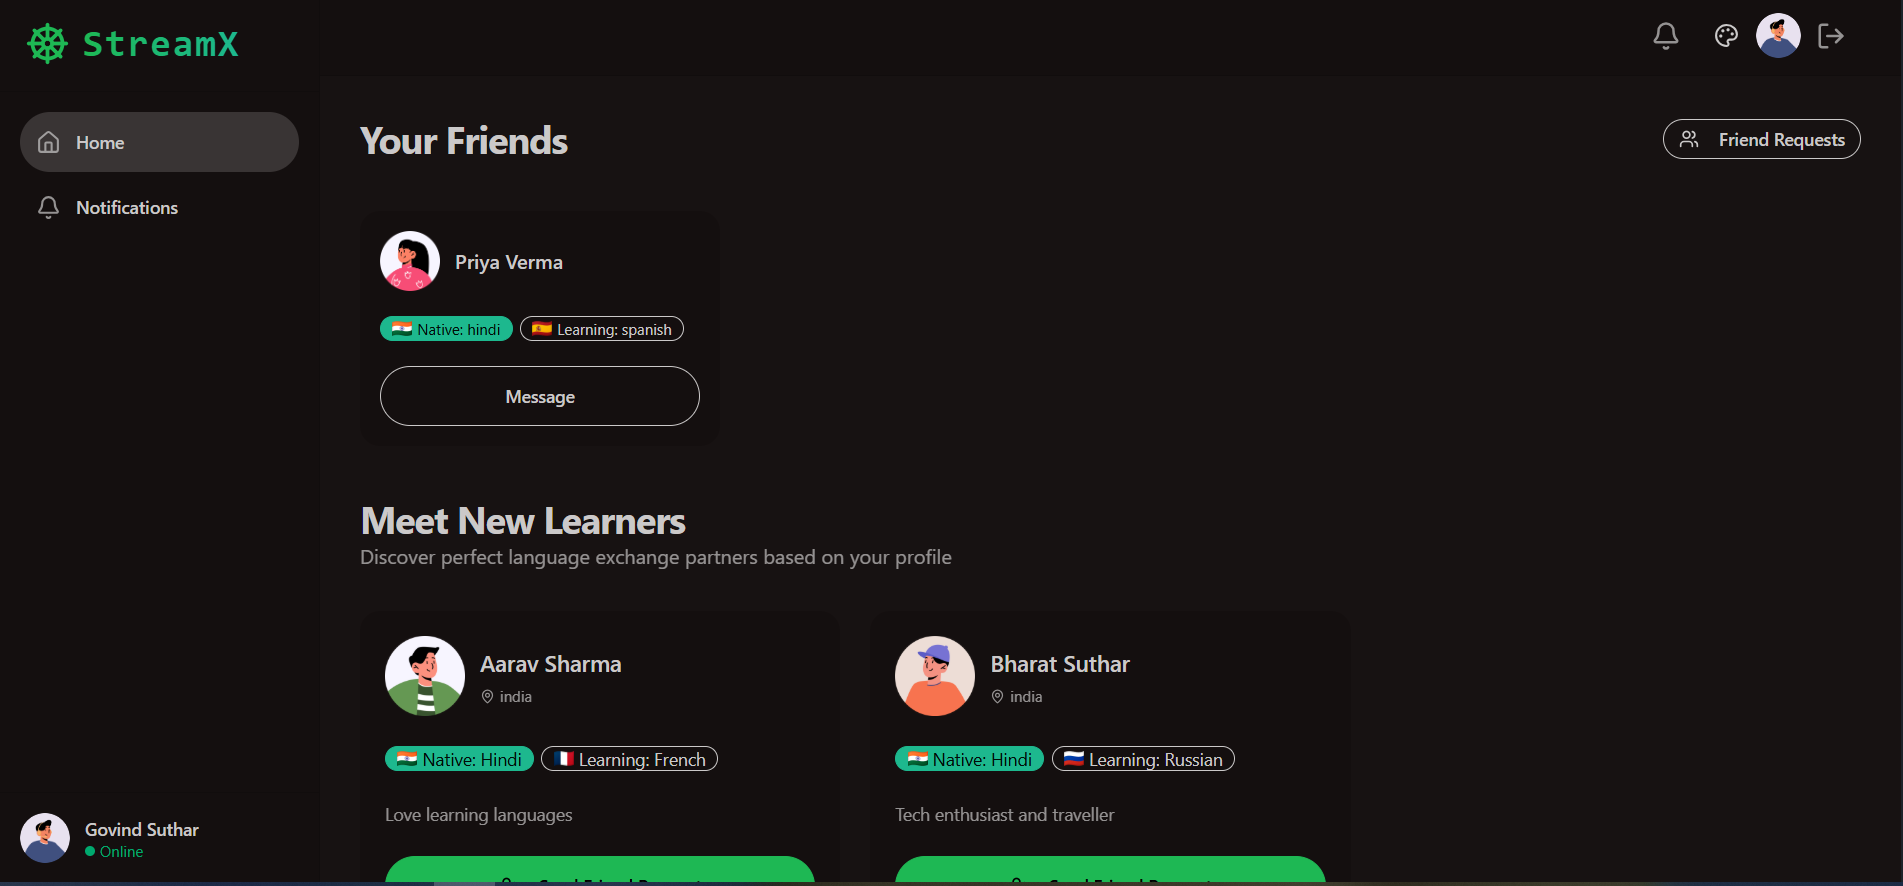 StreamX
Home
Notifications
Your Friends
Friend Requests
Priya Verma
Native: hindi
Learning: spanish
Message
Meet New Learners
Discover perfect language exchange partners based on your profile
Aarav Sharma
india
Native: Hindi
Learning: French
Love learning languages
Bharat Suthar
india
Native: Hindi
Learning: Russian
Tech enthusiast and traveller
Govind Suthar
Online